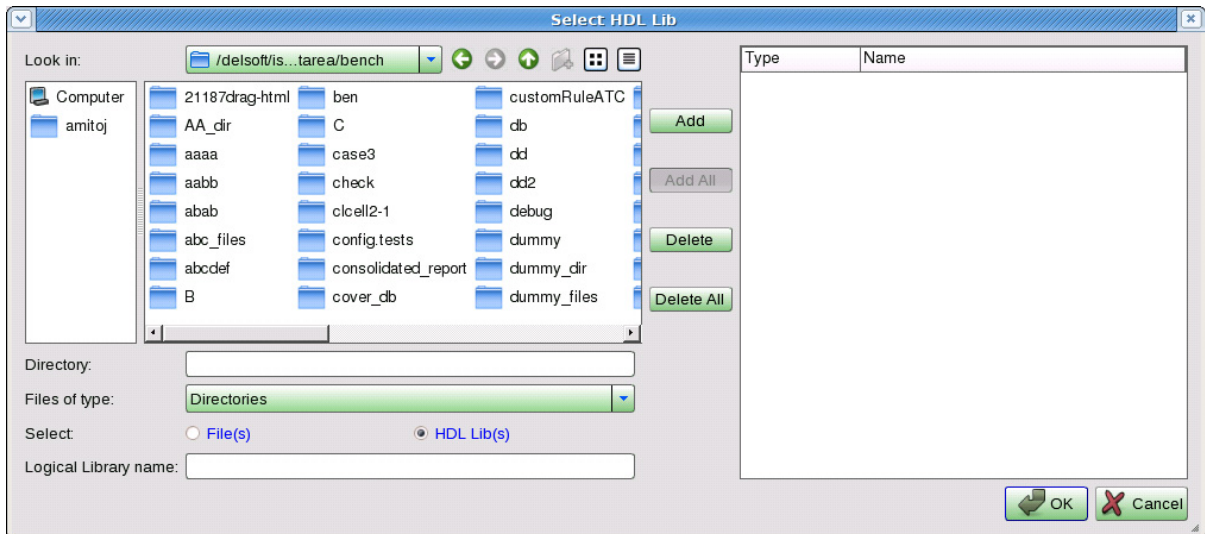 Select HDL Lib
Look in:
/delsoft/is...tarea/bench
Computer
amitoj
21187drag-html
AA_dir
aaaa
aabb
abab
abc_files
abcdef
B
ben
C
case3
check
clcell2-1
config.tests
consolidated_report
cover_db
customRuleATC
db
dd
dd2
debug
dummy
dummy_dir
dummy_files
Add
Add All
Delete
Delete All
Type Name
Directory:
Files of type: Directories
Select: File(s) HDL Lib(s)
Logical Library name:
OK Cancel